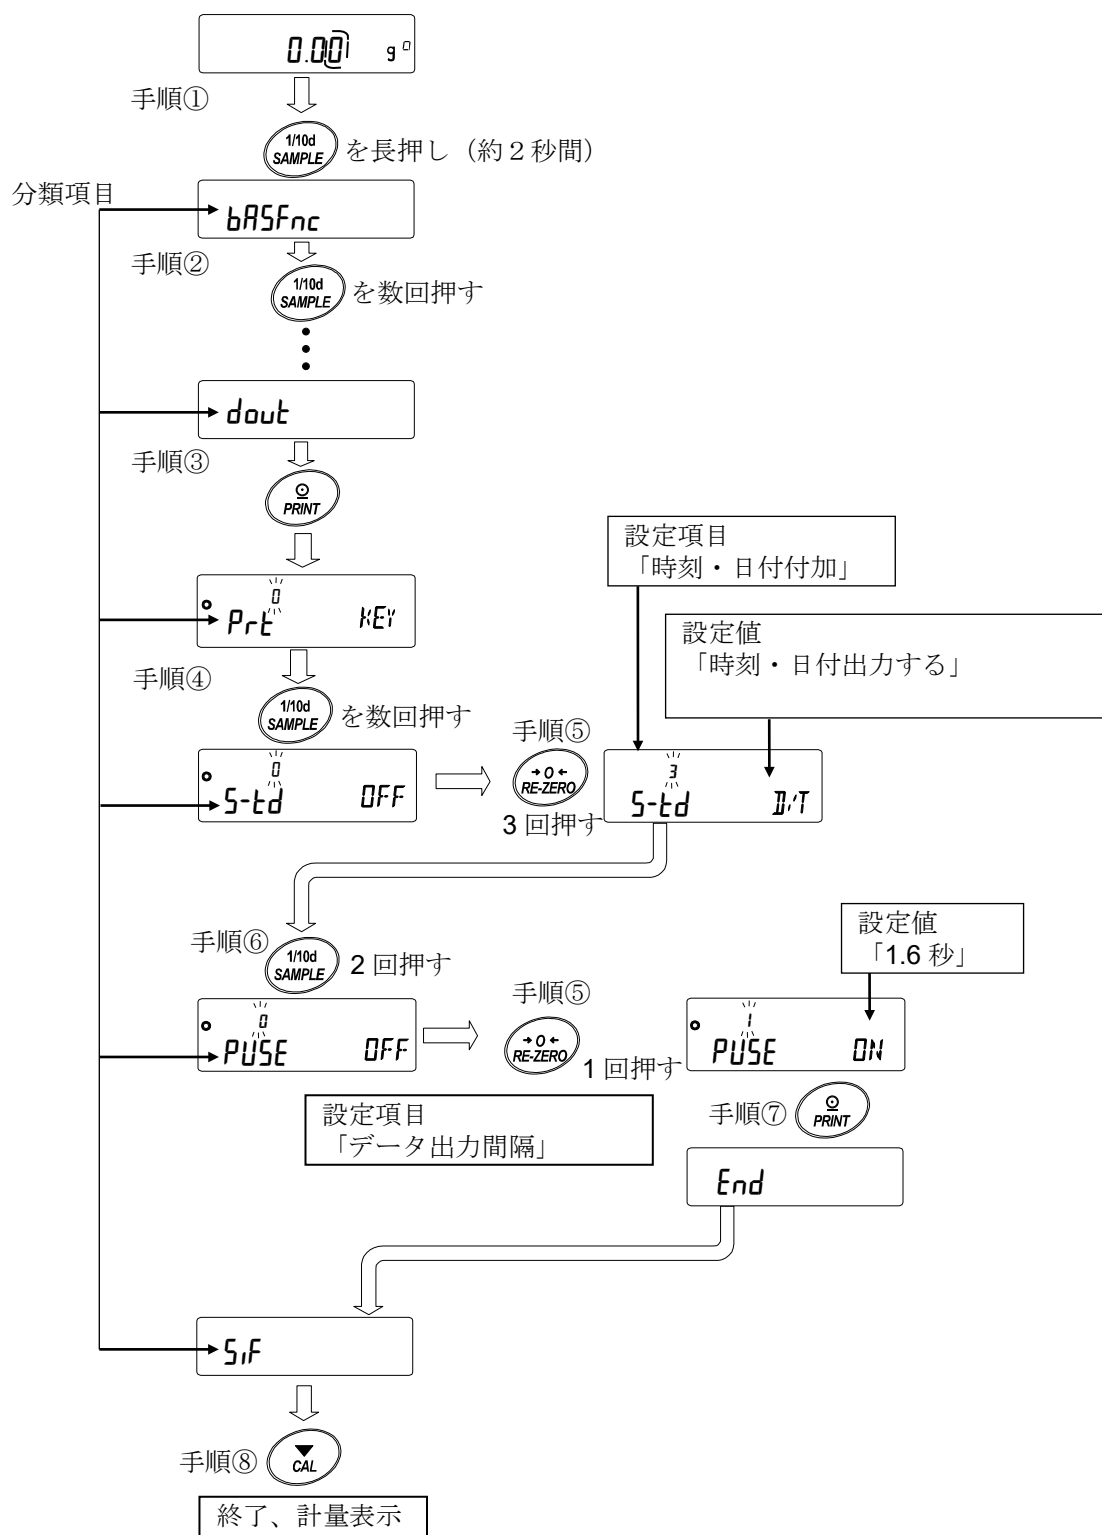 0.00 g
手順①
1/10d
SAMPLE
を長押し（約２秒間）
分類項目
bASFnc
手順②
1/10d
SAMPLE
を数回押す
dout
手順③
PRINT
設定項目
「時刻・日付付加」
0
Prt KEY
設定値
「時刻・日付出力する」
手順④
1/10d
SAMPLE
を数回押す
手順⑤
0
S-td OFF
→0←
RE-ZERO
3 回押す
3
S-td D/T
手順⑥
1/10d
SAMPLE
2 回押す
設定値
「1.6 秒」
手順⑤
0
PUSE OFF
→0←
RE-ZERO
1 回押す
1
PUSE ON
設定項目
「データ出力間隔」
手順⑦
PRINT
End
SiF
手順⑧
CAL
終了、計量表示